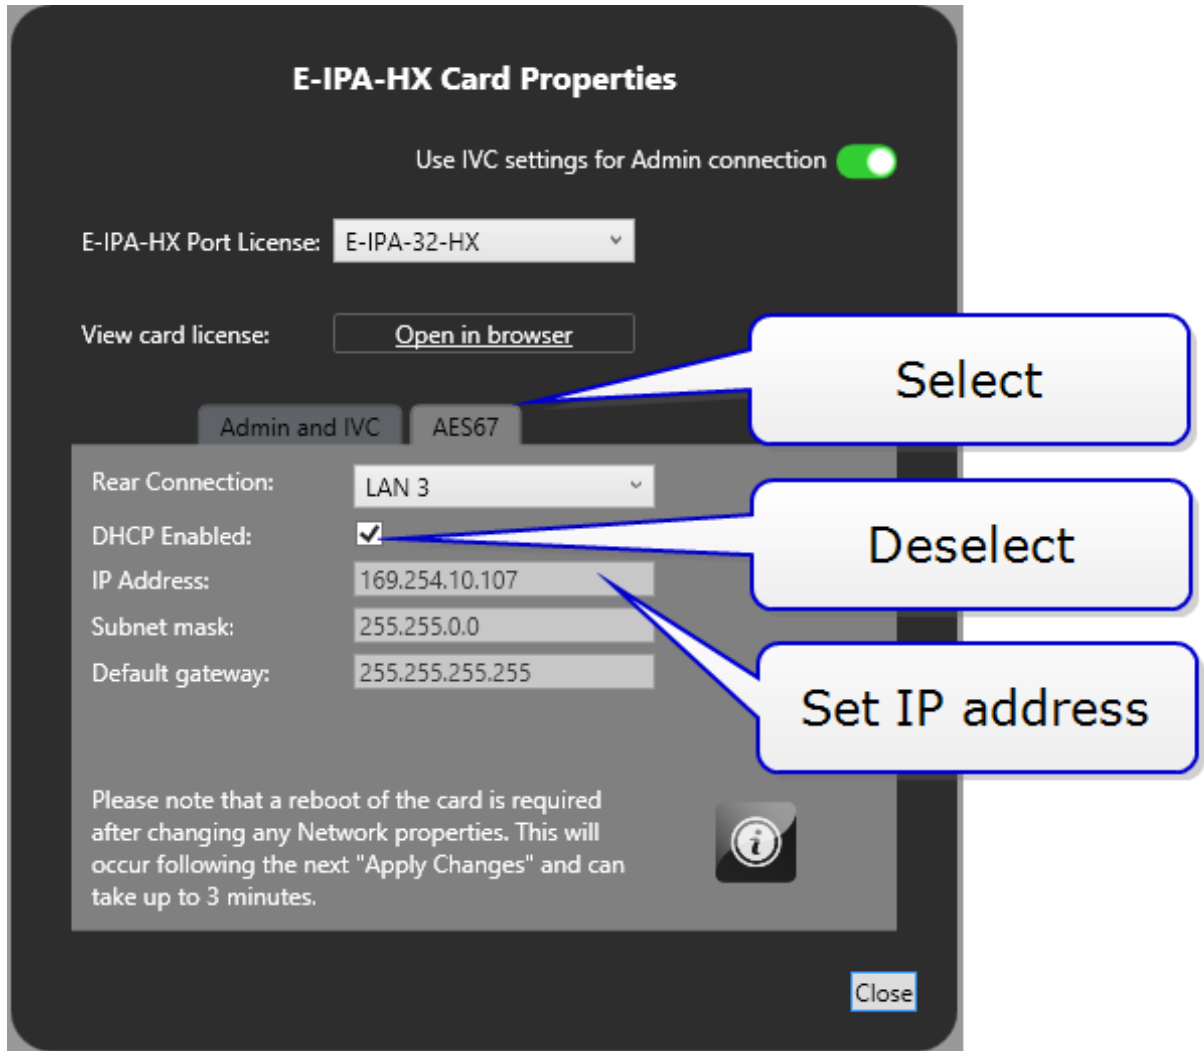 E-IPA-HX Card Properties
Use IVC settings for Admin connection
E-IPA-HX Port License: E-IPA-32-HX
View card license: Open in browser
Select
Admin and IVC AES67
Rear Connection: LAN 3
DHCP Enabled:
Deselect
IP Address: 169.254.10.107
Subnet mask: 255.255.0.0
Default gateway: 255.255.255.255
Set IP address
Please note that a reboot of the card is required
after changing any Network properties. This will
occur following the next "Apply Changes" and can
take up to 3 minutes.
Close